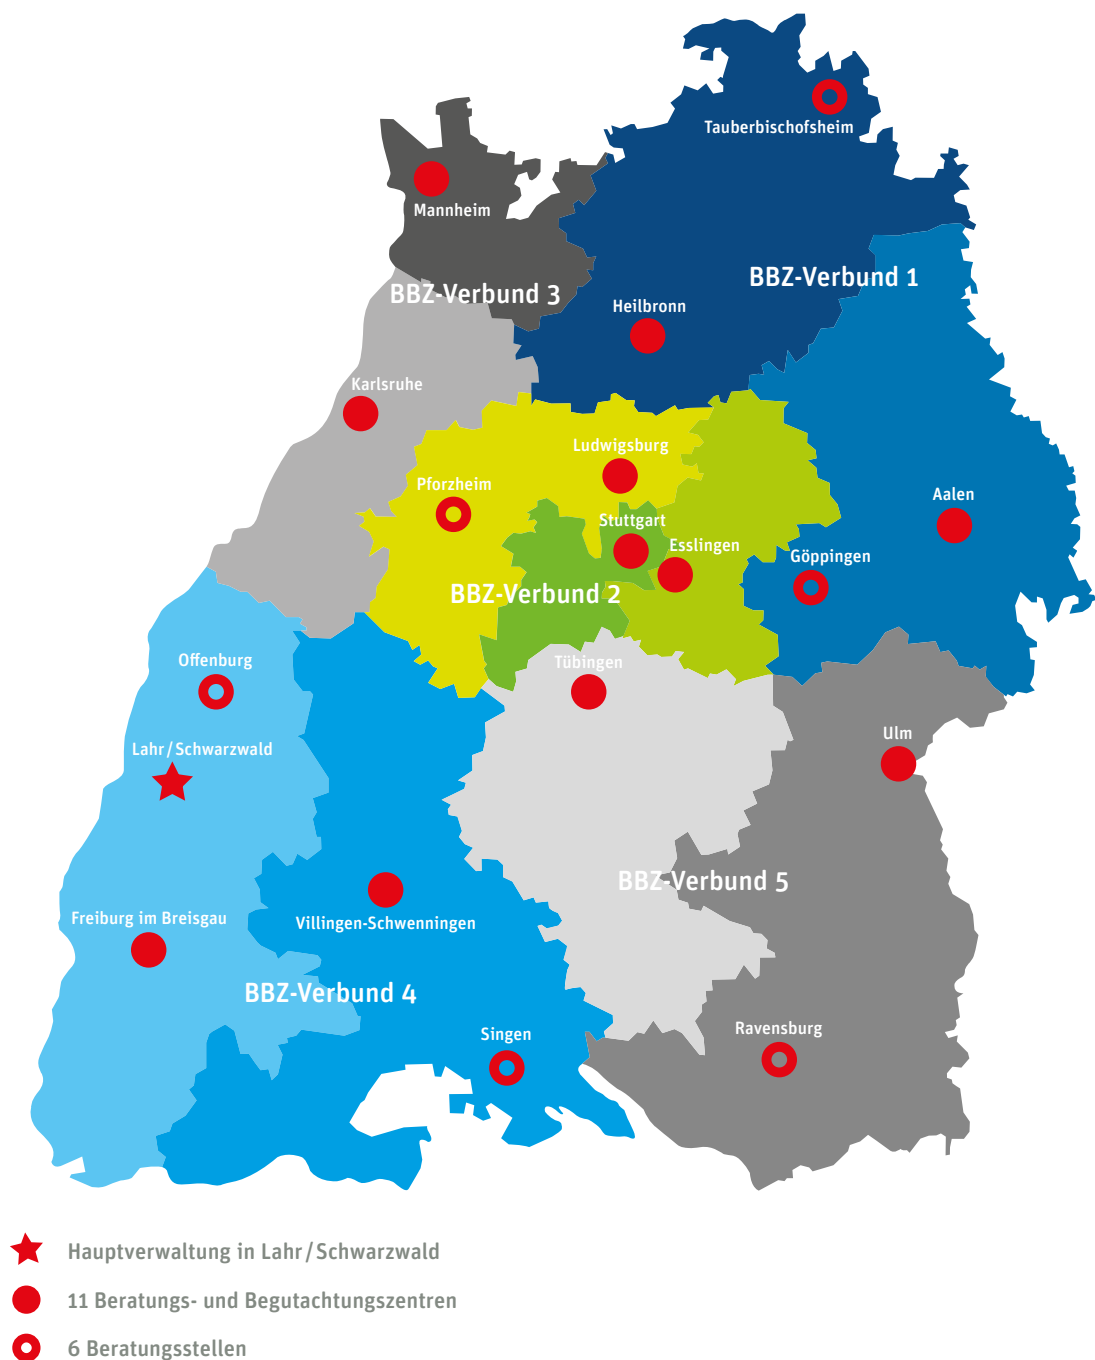 Tauberbischofsheim
Mannheim
BBZ-Verbund 1
BBZ-Verbund 3
Heilbronn
Karlsruhe
Ludwigsburg
Pforzheim
Aalen
Stuttgart
Esslingen
Göppingen
BBZ-Verbund 2
Offenburg
Tübingen
Ulm
Lahr/Schwarzwald
BBZ-Verbund 5
Freiburg im Breisgau
Villingen-Schwenningen
BBZ-Verbund 4
Singen
Ravensburg
Hauptverwaltung in Lahr/Schwarzwald
11 Beratungs- und Begutachtungszentren
6 Beratungsstellen